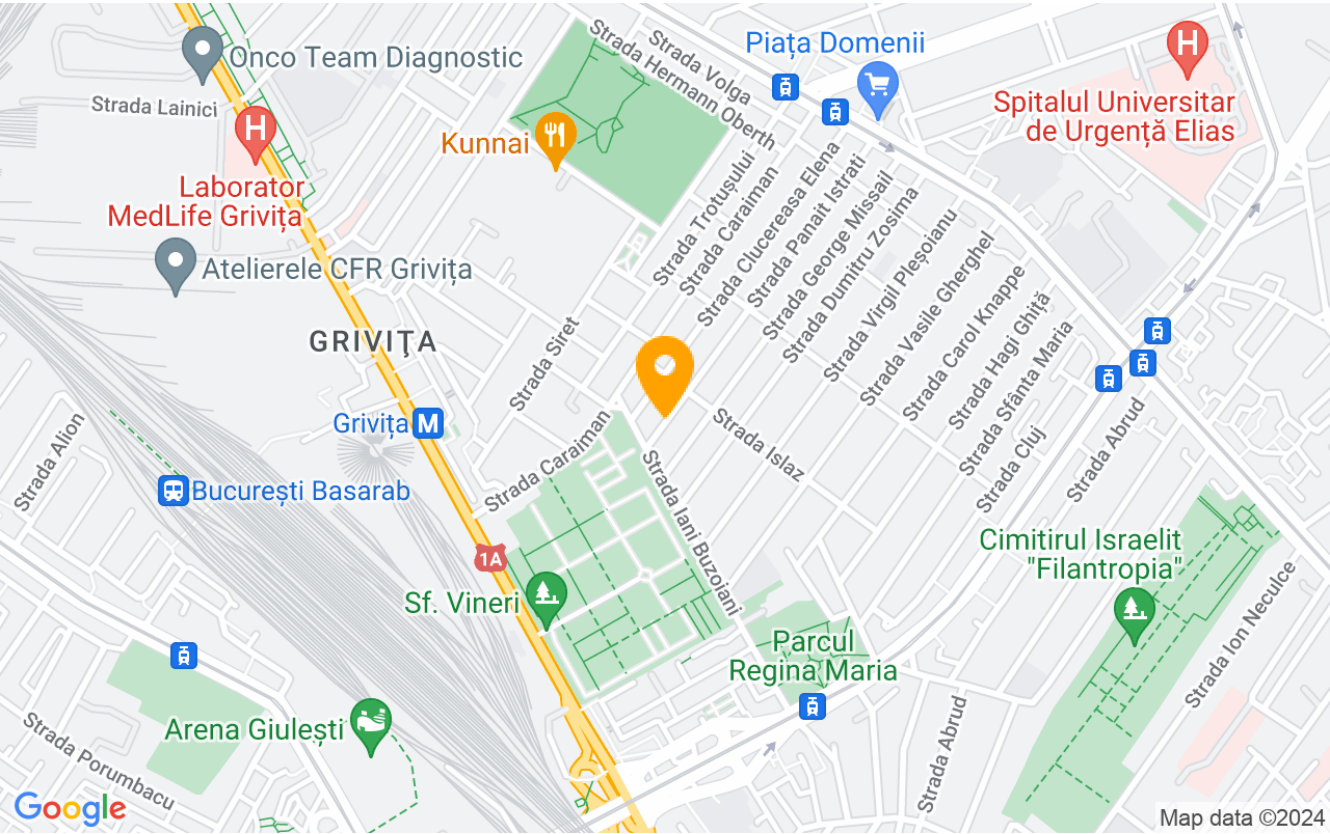 Piața Domenii
Strada Volga
Strada Hermann Oberth
Onco Team Diagnostic
H
Spitalul Universitar
de Urgență Elias
Strada Lainici
H
Kunnai
Laborator
MedLife Grivița
Strada Trotușului
Strada Caraiman
Strada Clucereasa Elena
Strada Panait Istrati
Strada George Missail
Strada Dumitru Zosima
Strada Virgil Pleșoianu
Strada Vasile Gherghel
Strada Carol Knappe
Strada Hagi Ghiță
Strada Sfânta Maria
Strada Cluj
Strada Abrud
Atelierele CFR Grivița
GRIVIŢA
Strada Siret
Grivița
M
Strada Caraiman
Strada Islaz
Strada Alion
București Basarab
Strada Iani Buzoiani
Cimitirul Israelit
"Filantropia"
1A
Sf. Vineri
Parcul
Regina Maria
Strada Ion Neculce
Arena Giulești
Strada Porumbacu
Strada Abrud
Google
Map data ©2024